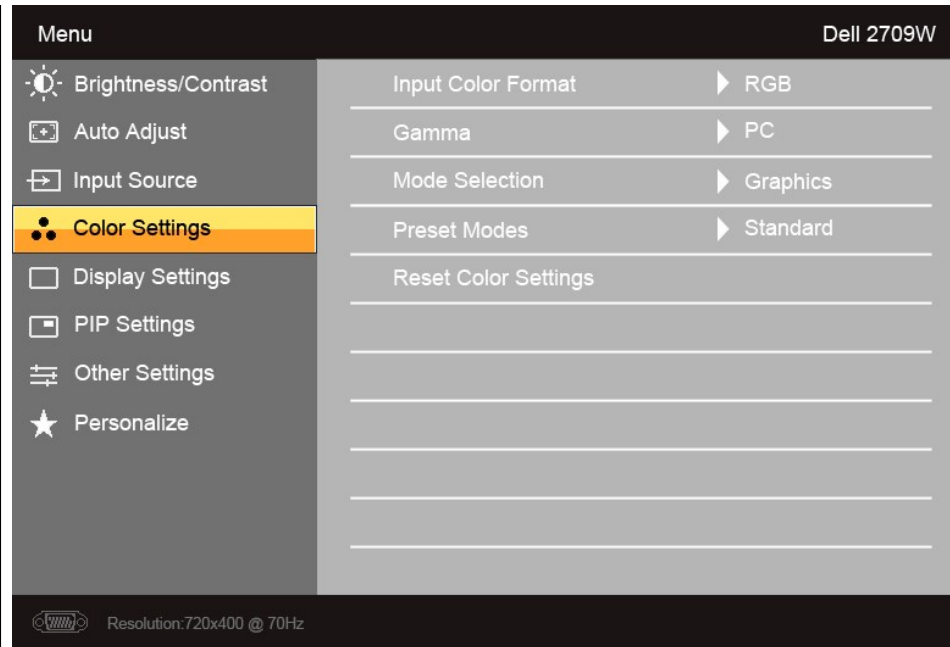 Menu Dell 2709W
Brightness/Contrast
Auto Adjust
Input Source
Color Settings
Display Settings
PIP Settings
Other Settings
Personalize
Input Color Format RGB
Gamma PC
Mode Selection Graphics
Preset Modes Standard
Reset Color Settings
Resolution:720x400 @ 70Hz